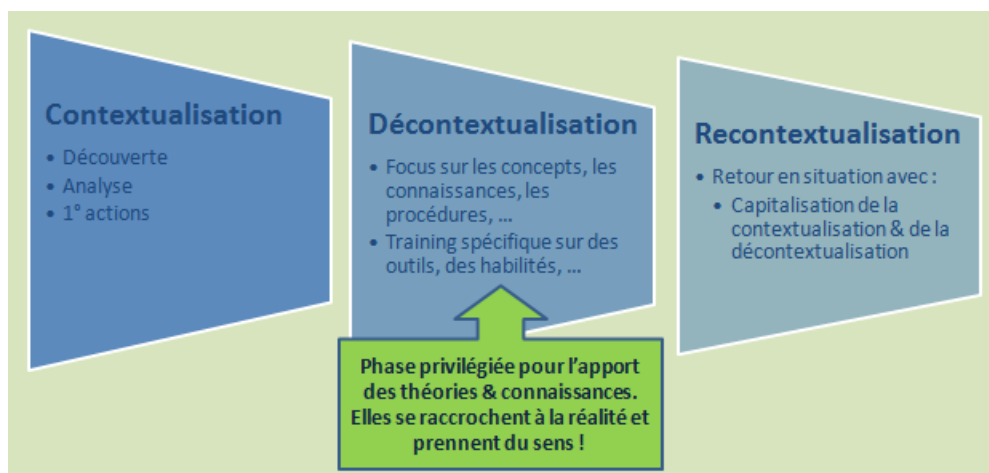 Contextualisation
• Découverte
• Analyse
• 1° actions
Décontextualisation
• Focus sur les concepts, les
connaissances, les
procédures, ...
• Training spécifique sur des
outils, des habilités, ...
Recontextualisation
• Retour en situation avec :
• Capitalisation de la
contextualisation & de la
décontextualisation
Phase privilégiée pour l'apport
des théories & connaissances.
Elles se raccrochent à la réalité et
prennent du sens !